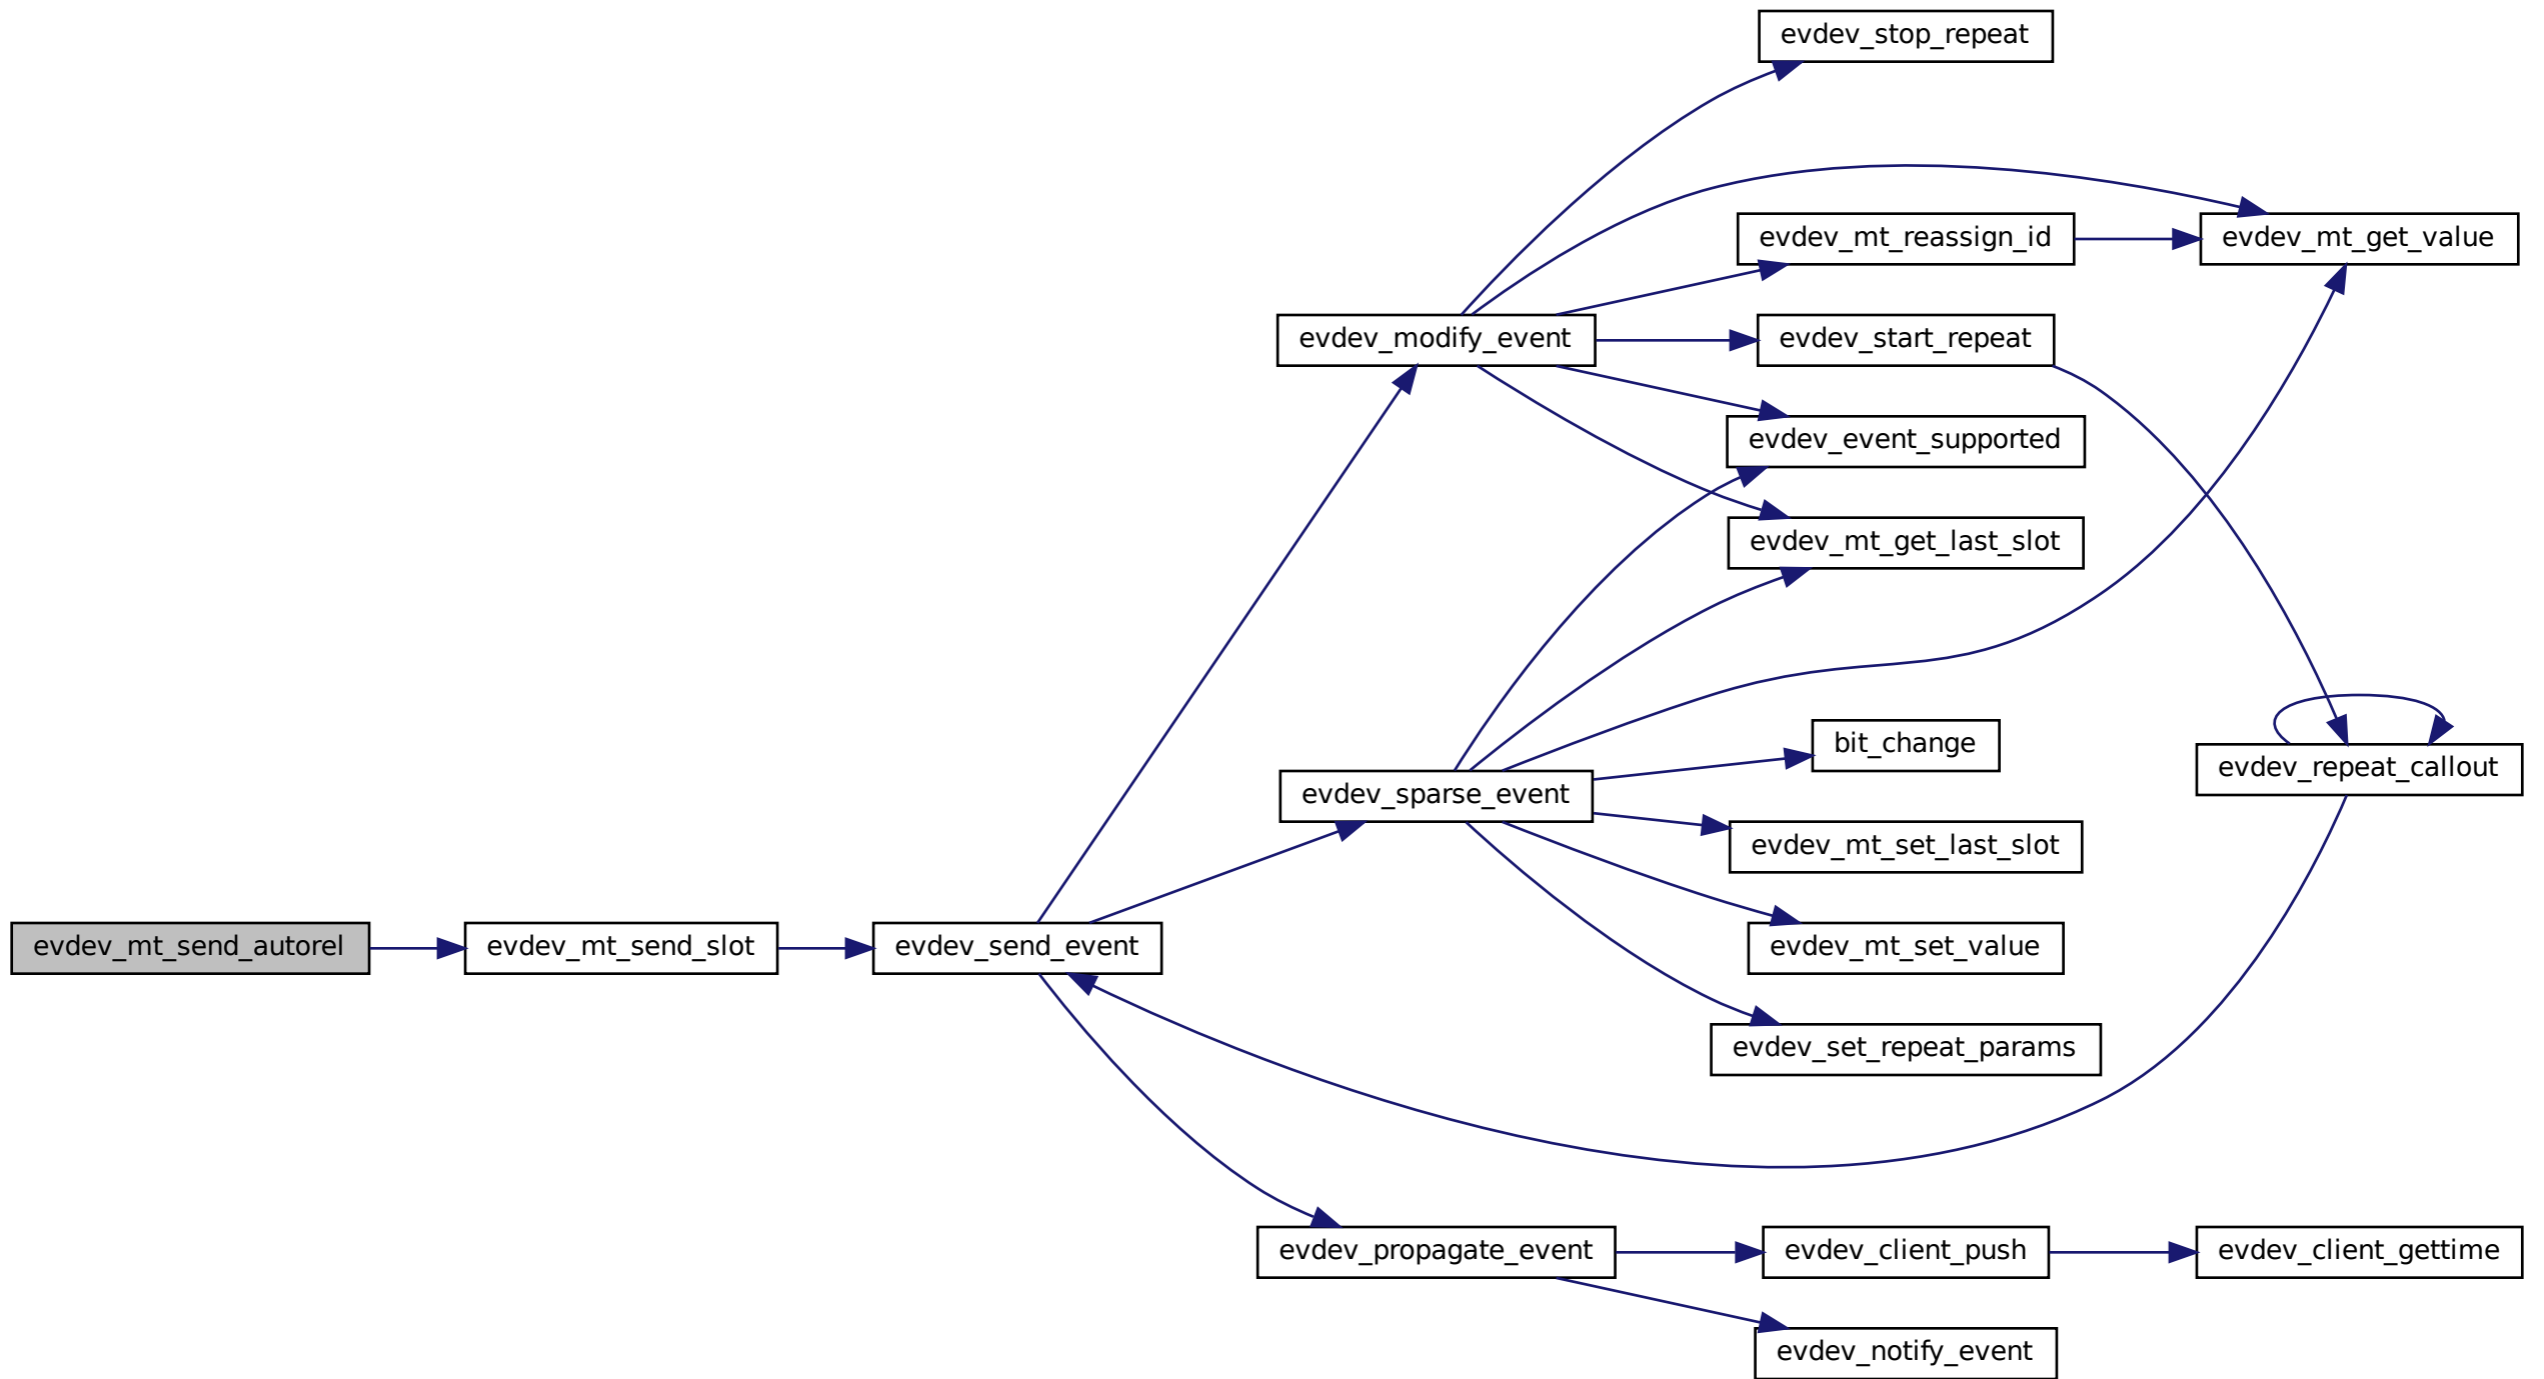 evdev_stop_repeat
evdev_mt_reassign_id
evdev_mt_get_value
evdev_modify_event
evdev_start_repeat
evdev_event_supported
evdev_mt_get_last_slot
bit_change
evdev_repeat_callout
evdev_sparse_event
evdev_mt_set_last_slot
evdev_mt_send_autorel
evdev_mt_send_slot
evdev_send_event
evdev_mt_set_value
evdev_set_repeat_params
evdev_propagate_event
evdev_client_push
evdev_client_gettime
evdev_notify_event